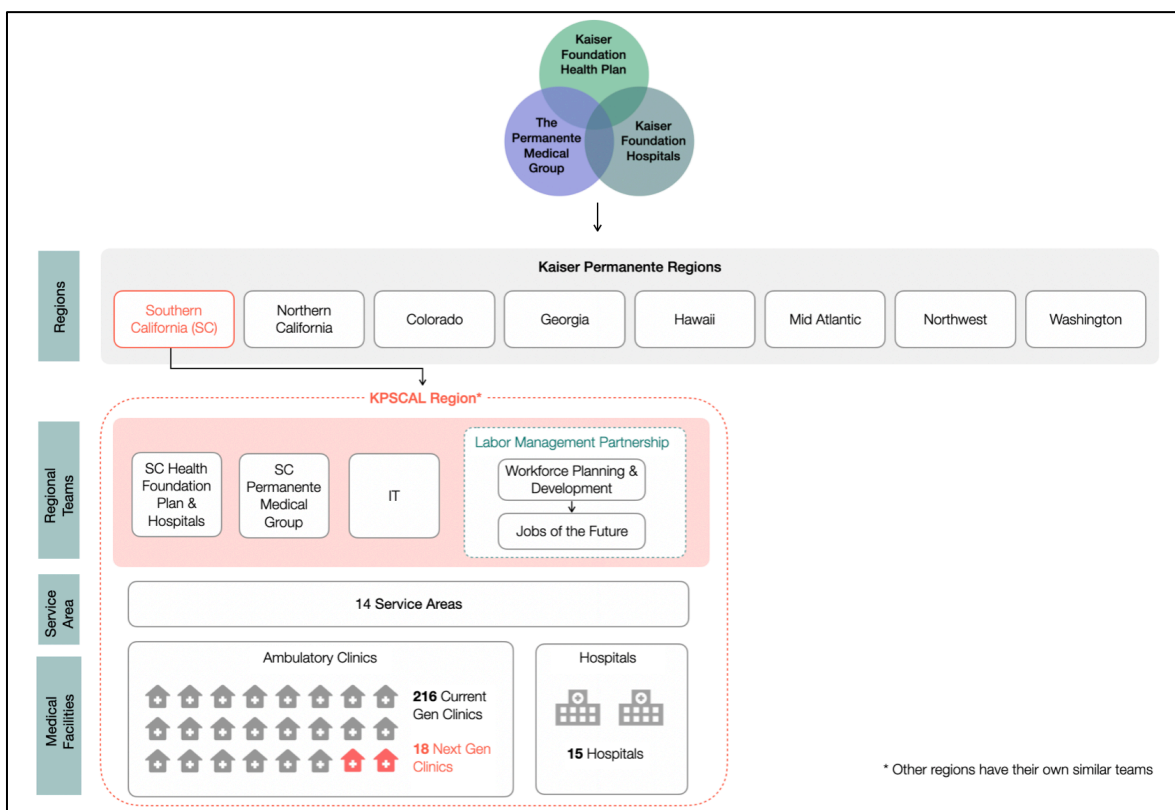 Kaiser
Foundation
Health Plan
The
Permanente
Medical
Group
Kaiser
Foundation
Hospitals
Regions
Kaiser Permanente Regions
Southern
California (SC)
Northern
California
Colorado
Georgia
Hawaii
Mid Atlantic
Northwest
Washington
KPSCAL Region*
Regional
Teams
SC Health
Foundation
Plan &
Hospitals
SC
Permanente
Medical
Group
IT
Labor Management Partnership
Workforce Planning &
Development
Jobs of the Future
Service
Area
14 Service Areas
Medical
Facilities
Ambulatory Clinics
216 Current
Gen Clinics
18 Next Gen
Clinics
Hospitals
15 Hospitals
* Other regions have their own similar teams